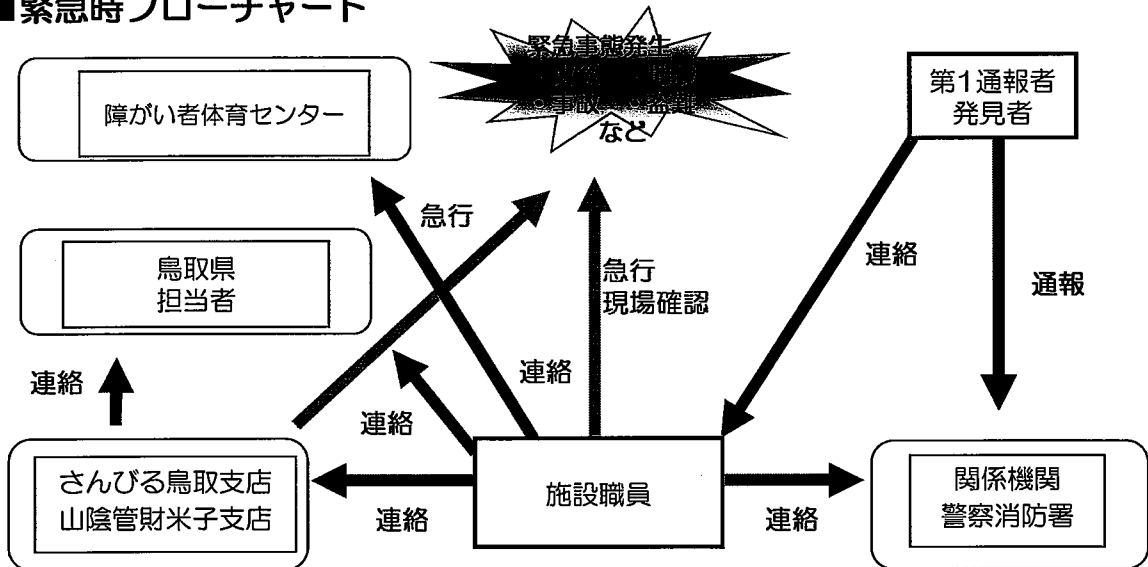 ■緊急時フローチャート
緊急事態発生
・事故 ・盗難
など
障がい者体育センター
第1通報者
発見者
急行
鳥取県
担当者
急行
現場確認
連絡
通報
連絡
連絡
連絡
さんびる鳥取支店
山陰管財米子支店
施設職員
関係機関
警察消防署
連絡
連絡